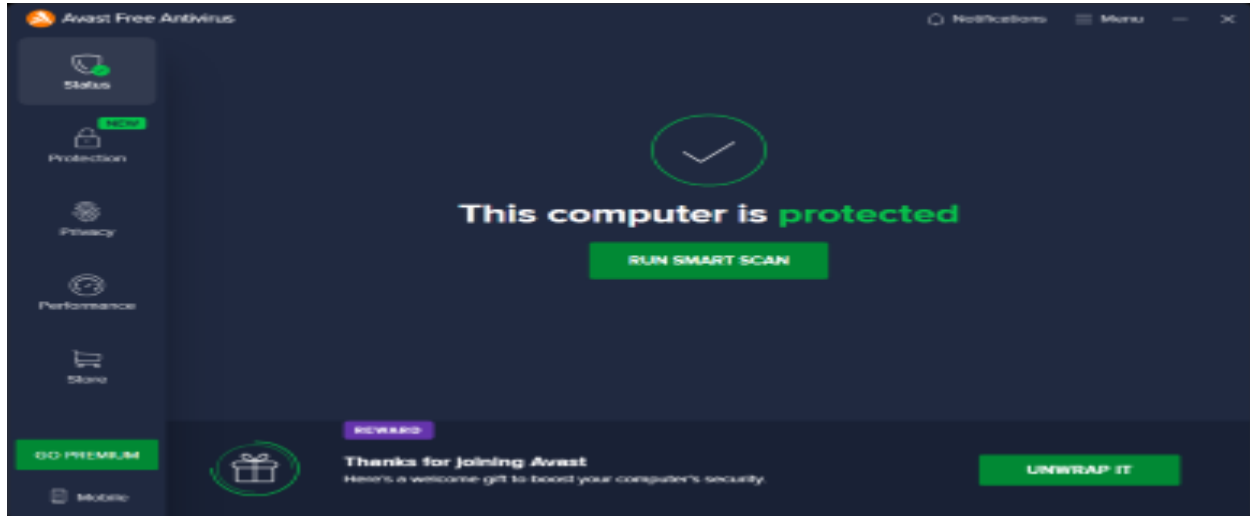 Avast Free Antivirus
Notifications
Menu
Status
NEW
Protection
Privacy
Performance
Store
GO PREMIUM
Mobile
This computer is protected
RUN SMART SCAN
REWARD
Thanks for joining Avast
Here's a welcome gift to boost your computer's security.
UNWRAP IT